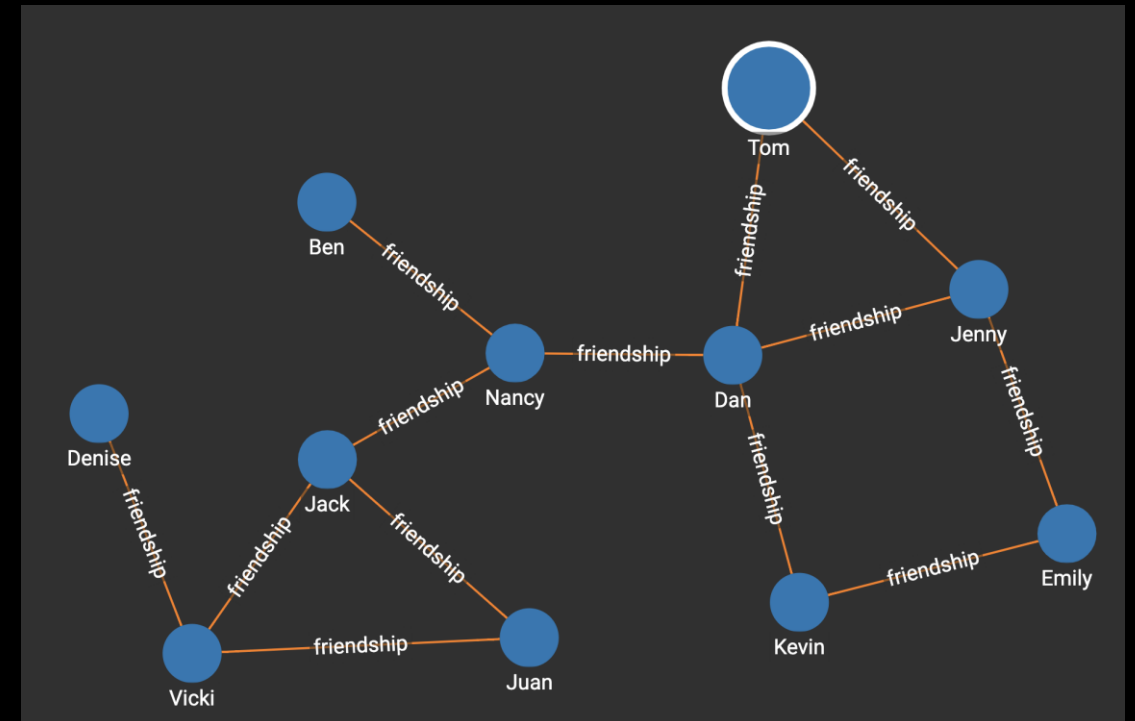 Tom
friendship
friendship
Ben
friendship
Jenny
friendship
friendship
Nancy
Dan
friendship
friendship
Denise
Jack
friendship
friendship
friendship
friendship
friendship
Emily
Kevin
friendship
Juan
Vicki